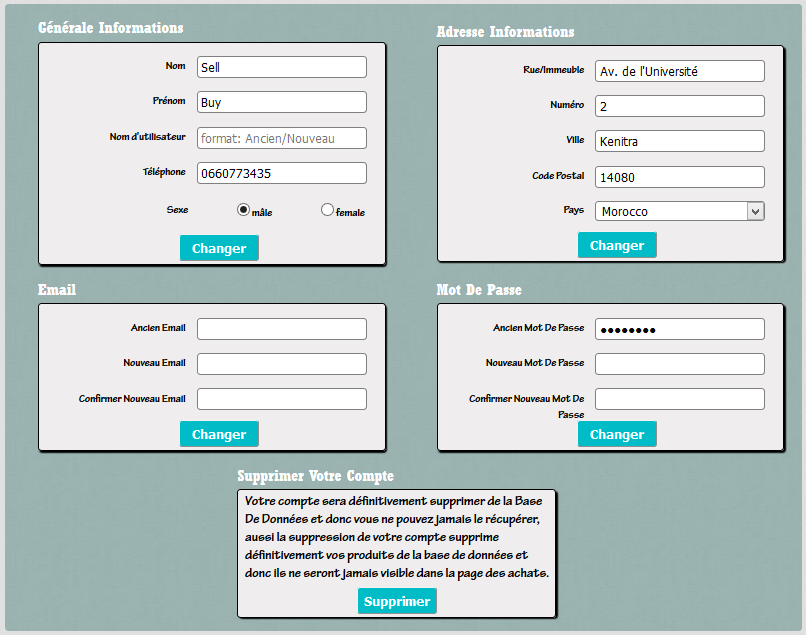 Générale Informations
Nom Sell
Prénom Buy
Nom d'utilisateur format: Ancien/Nouveau
Téléphone 0660773435
Sexe mâle female
Changer
Adresse Informations
Rue/Immeuble Av. de l'Université
Numéro 2
Ville Kenitra
Code Postal 14080
Pays Morocco
Changer
Email
Ancien Email
Nouveau Email
Confirmer Nouveau Email
Changer
Mot De Passe
Ancien Mot De Passe ●●●●●●●●
Nouveau Mot De Passe
Confirmer Nouveau Mot De
Passe
Changer
Supprimer Votre Compte
Votre compte sera définitivement supprimer de la Base
De Données et donc vous ne pouvez jamais le récupérer,
aussi la suppression de votre compte supprime
définitivement vos produits de la base de données et
donc ils ne seront jamais visible dans la page des achats.
Supprimer